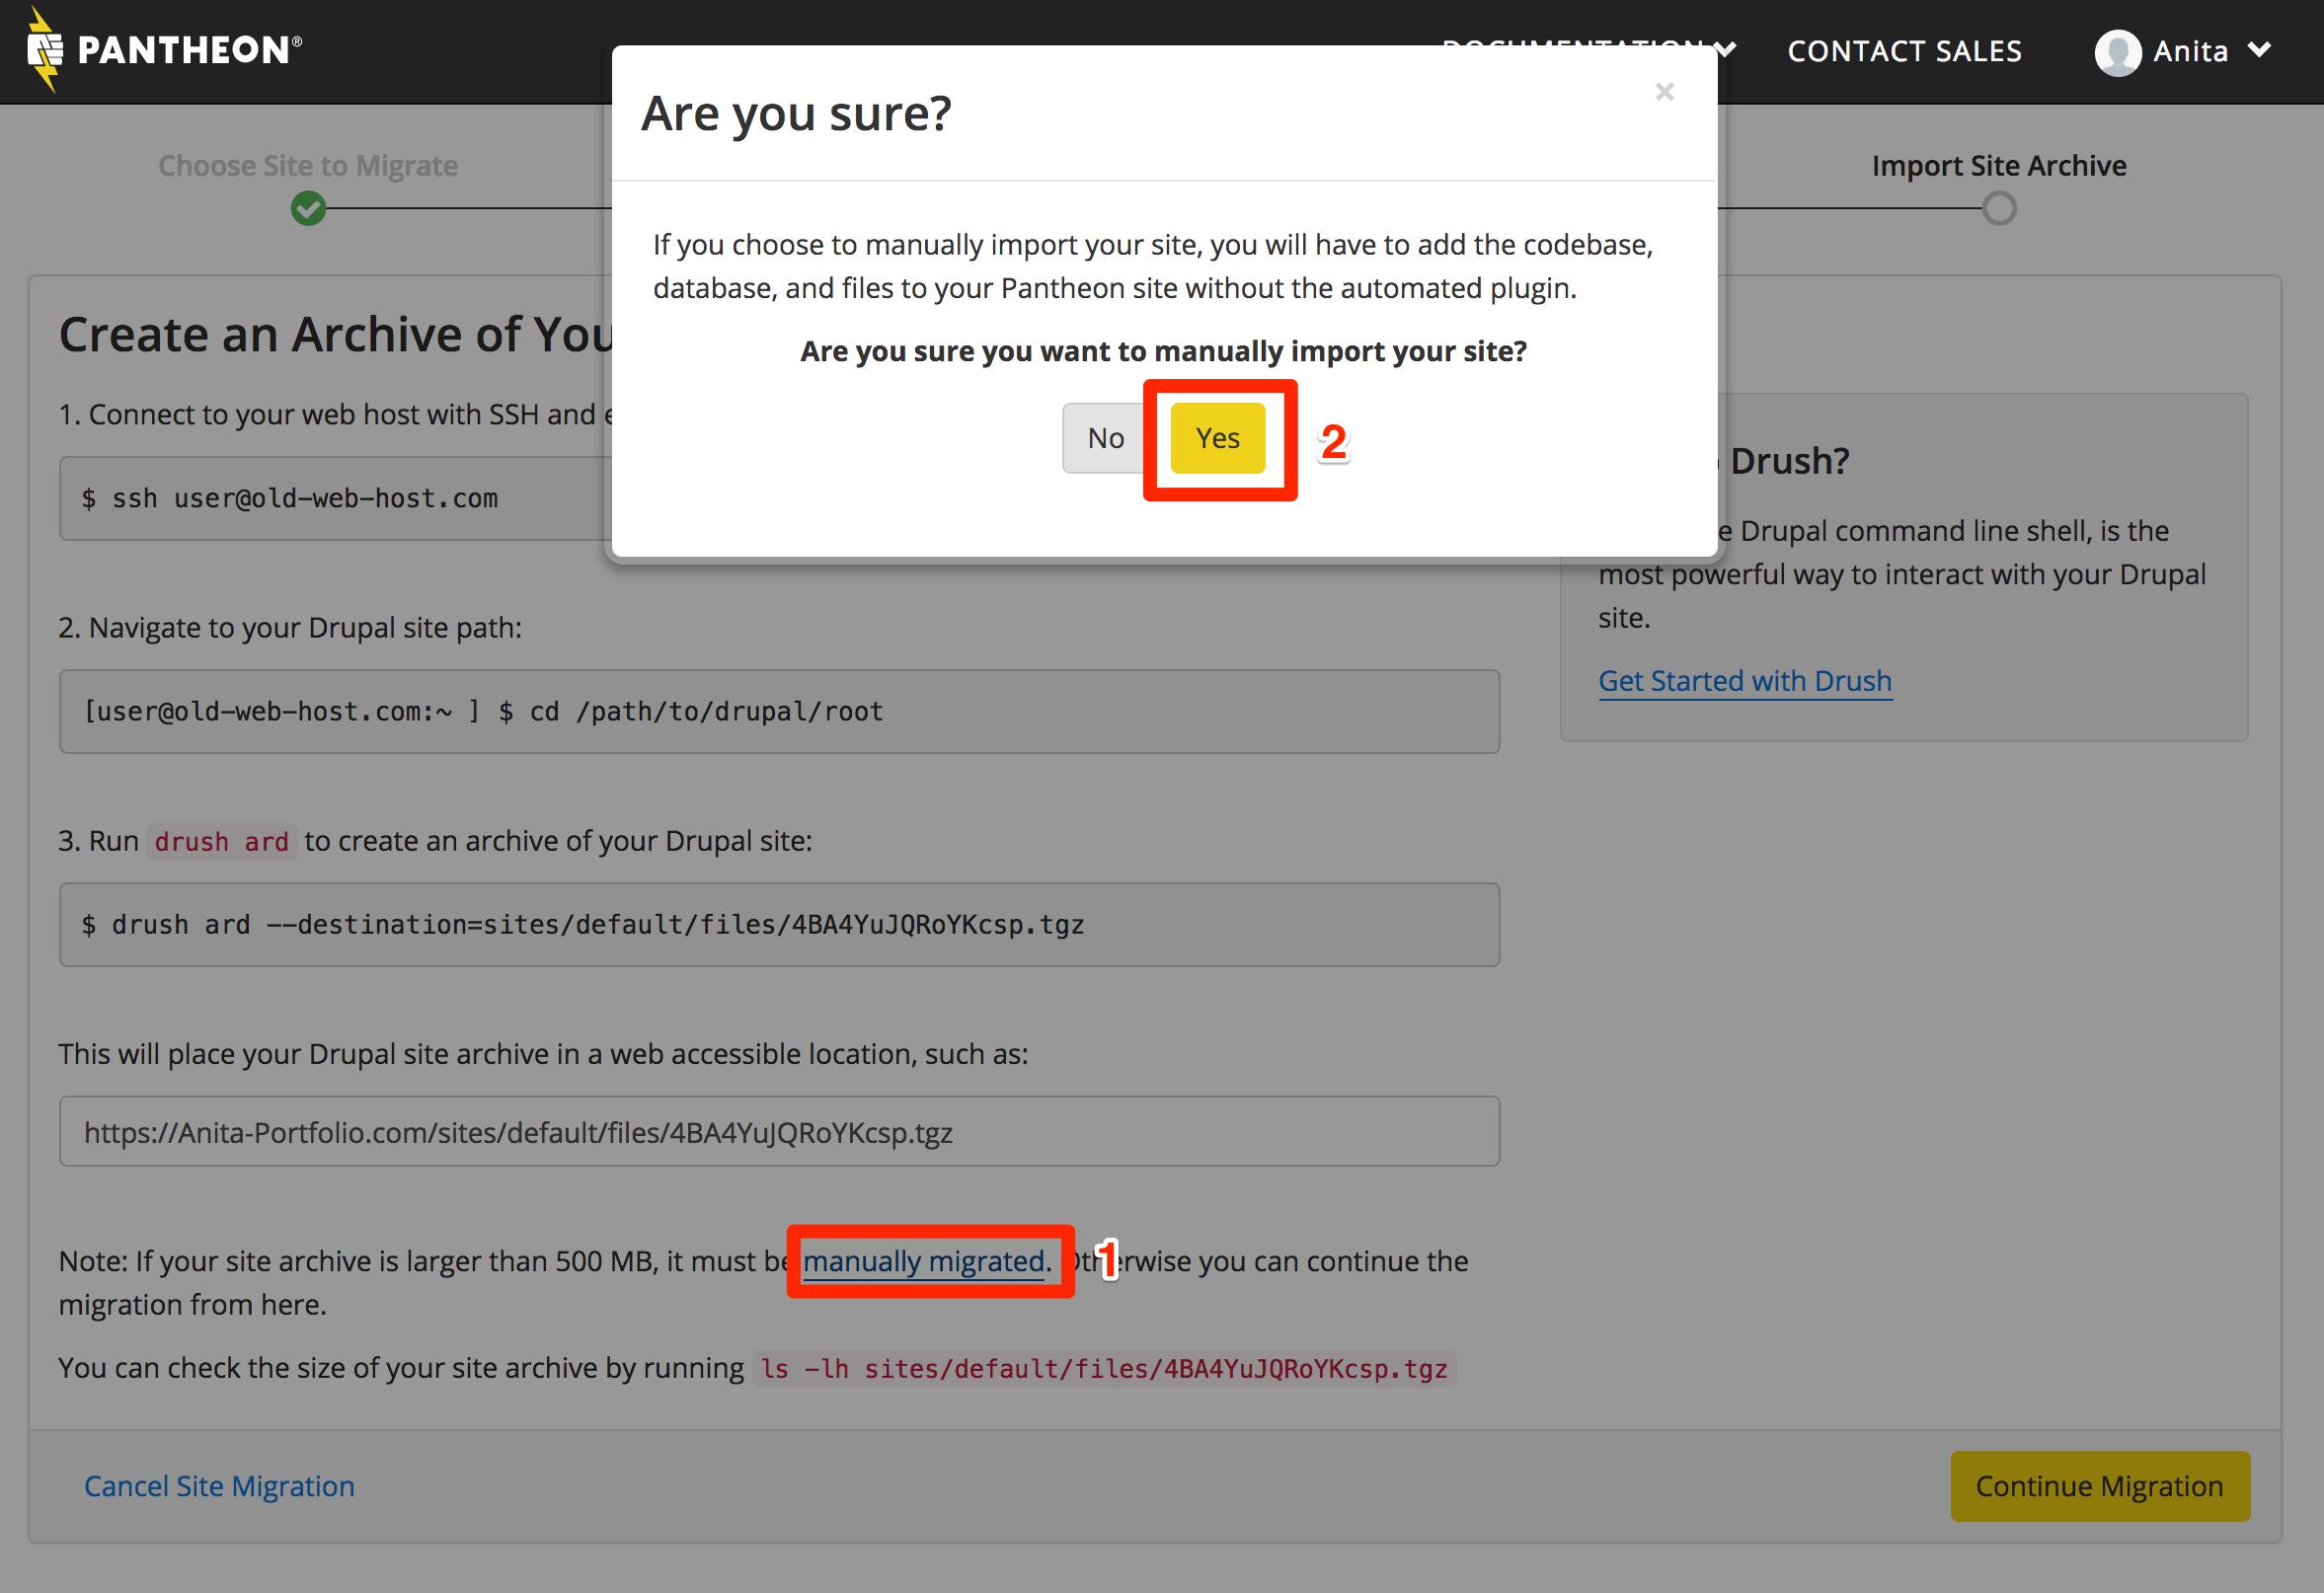 PANTHEON®
DOCUMENTATION
CONTACT SALES
Anita
Choose Site to Migrate
Import Site Archive
Are you sure?
×
If you choose to manually import your site, you will have to add the codebase,
database, and files to your Pantheon site without the automated plugin.
Are you sure you want to manually import your site?
No
Yes
2
Create an Archive of You
1. Connect to your web host with SSH and e
$ ssh user@old-web-host.com
2. Navigate to your Drupal site path:
[user@old-web-host.com:~ ] $ cd /path/to/drupal/root
3. Run drush ard to create an archive of your Drupal site:
$ drush ard --destination=sites/default/files/4BA4YuJQRoYKcsp.tgz
This will place your Drupal site archive in a web accessible location, such as:
https://Anita-Portfolio.com/sites/default/files/4BA4YuJQRoYKcsp.tgz
Note: If your site archive is larger than 500 MB, it must be manually migrated. Otherwise you can continue the
1
migration from here.
You can check the size of your site archive by running ls -lh sites/default/files/4BA4YuJQRoYKcsp.tgz
Drush?
e Drupal command line shell, is the
most powerful way to interact with your Drupal
site.
Get Started with Drush
Cancel Site Migration
Continue Migration